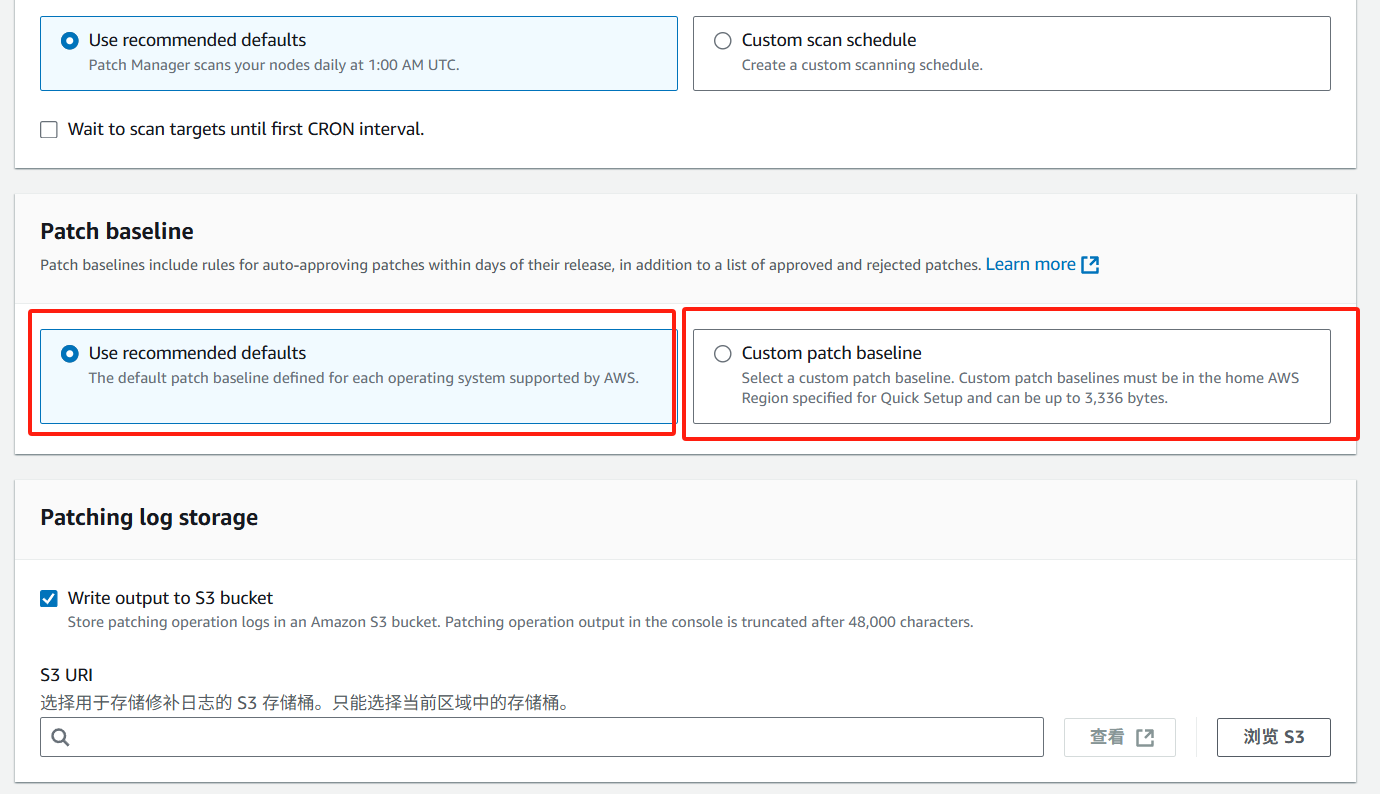 Use recommended defaults
Patch Manager scans your nodes daily at 1:00 AM UTC.
Custom scan schedule
Create a custom scanning schedule.
Wait to scan targets until first CRON interval.
Patch baseline
Patch baselines include rules for auto-approving patches within days of their release, in addition to a list of approved and rejected patches. Learn more
Use recommended defaults
The default patch baseline defined for each operating system supported by AWS.
Custom patch baseline
Select a custom patch baseline. Custom patch baselines must be in the home AWS
Region specified for Quick Setup and can be up to 3,336 bytes.
Patching log storage
Write output to S3 bucket
Store patching operation logs in an Amazon S3 bucket. Patching operation output in the console is truncated after 48,000 characters.
S3 URI
选择用于存储修补日志的 S3 存储桶。只能选择当前区域中的存储桶。
查看
浏览 S3